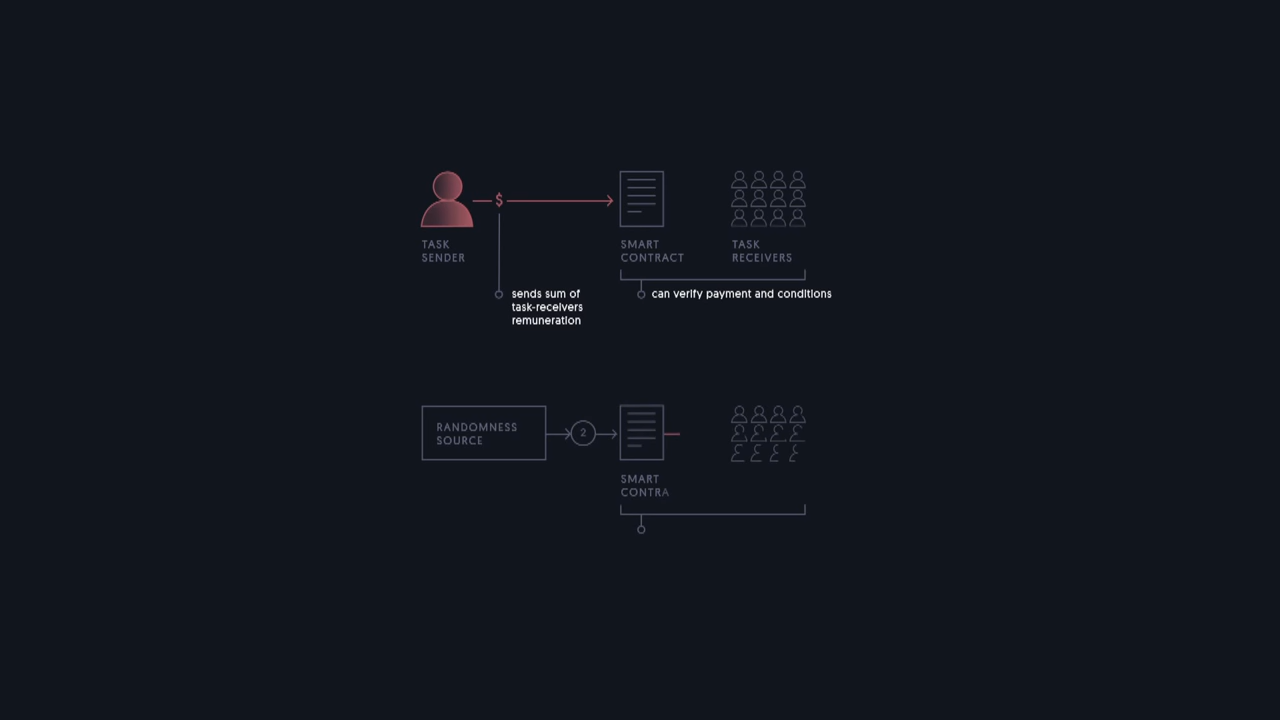 $
TASK
SENDER
SMART
CONTRACT
TASK
RECEIVERS
sends sum of
task-receivers
remuneration
can verify payment and conditions
RANDOMNESS
SOURCE
2
SMART
CONTRA